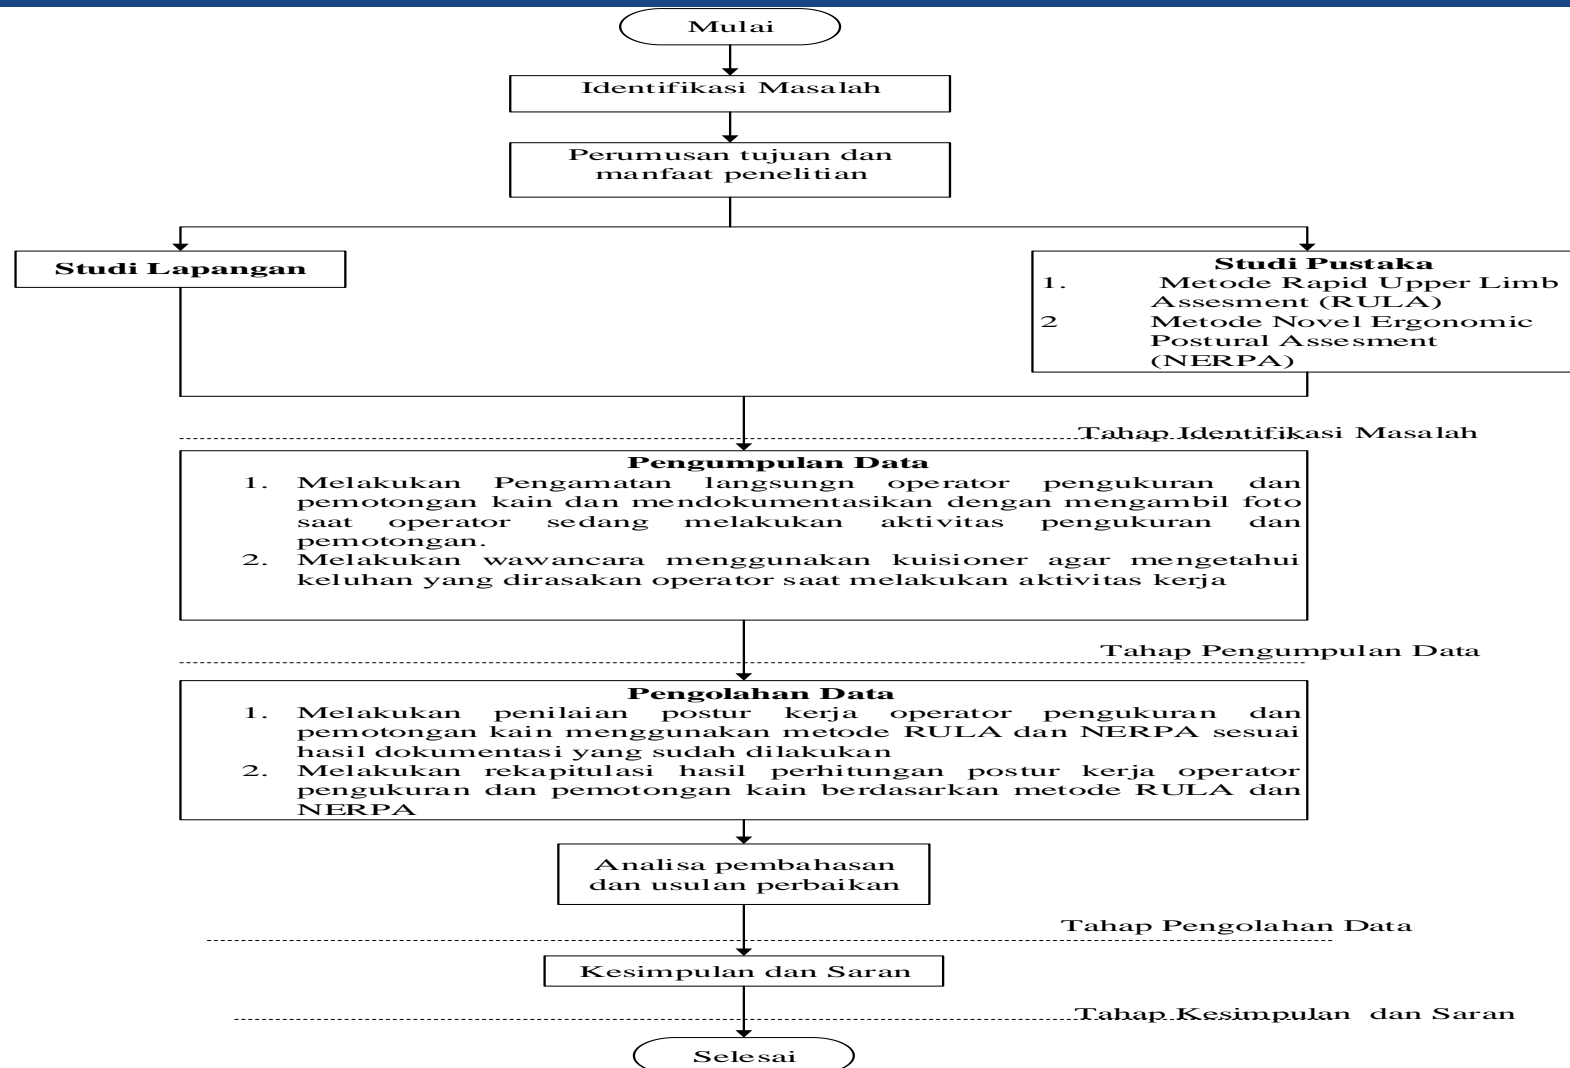 Mulai
Identifikasi Masalah
Perumusan tujuan dan
manfaat penelitian
Studi Lapangan
Studi Pustaka
1. Metode Rapid Upper Limb
Assesment (RULA)
2 Metode Novel Ergonomic
Postural Assesment
(NERPA)
Tahap Identifikasi Masalah
Pengumpulan Data
1. Melakukan Pengamatan langsungn operator pengukuran dan
pemotongan kain dan mendokumentasikan dengan mengambil foto
saat operator sedang melakukan aktivitas pengukuran dan
pemotongan.
2. Melakukan wawancara menggunakan kuisioner agar mengetahui
keluhan yang dirasakan operator saat melakukan aktivitas kerja
Tahap Pengumpulan Data
Pengolahan Data
1. Melakukan penilaian postur kerja operator pengukuran dan
pemotongan kain menggunakan metode RULA dan NERPA sesuai
hasil dokumentasi yang sudah dilakukan
2. Melakukan rekapitulasi hasil perhitungan postur kerja operator
pengukuran dan pemotongan kain berdasarkan metode RULA dan
NERPA
Analisa pembahasan
dan usulan perbaikan
Tahap Pengolahan Data
Kesimpulan dan Saran
Tahap Kesimpulan dan Saran
Selesai